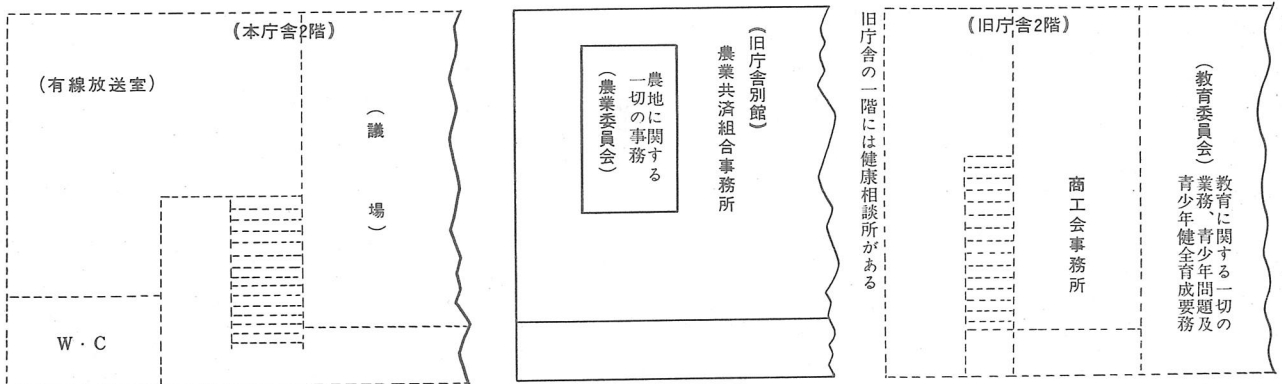 (本庁舎2階)
(有線放送室)
(議場)
W・C
(旧庁舎別館)
農業共済組合事務所
農地に関する
一切の事務
(農業委員会)
旧庁舎の一階には健康相談所がある
(旧庁舎2階)
商工会事務所
(教育委員会)
教育に関する一切の
業務、青少年問題及
青少年健全育成要務